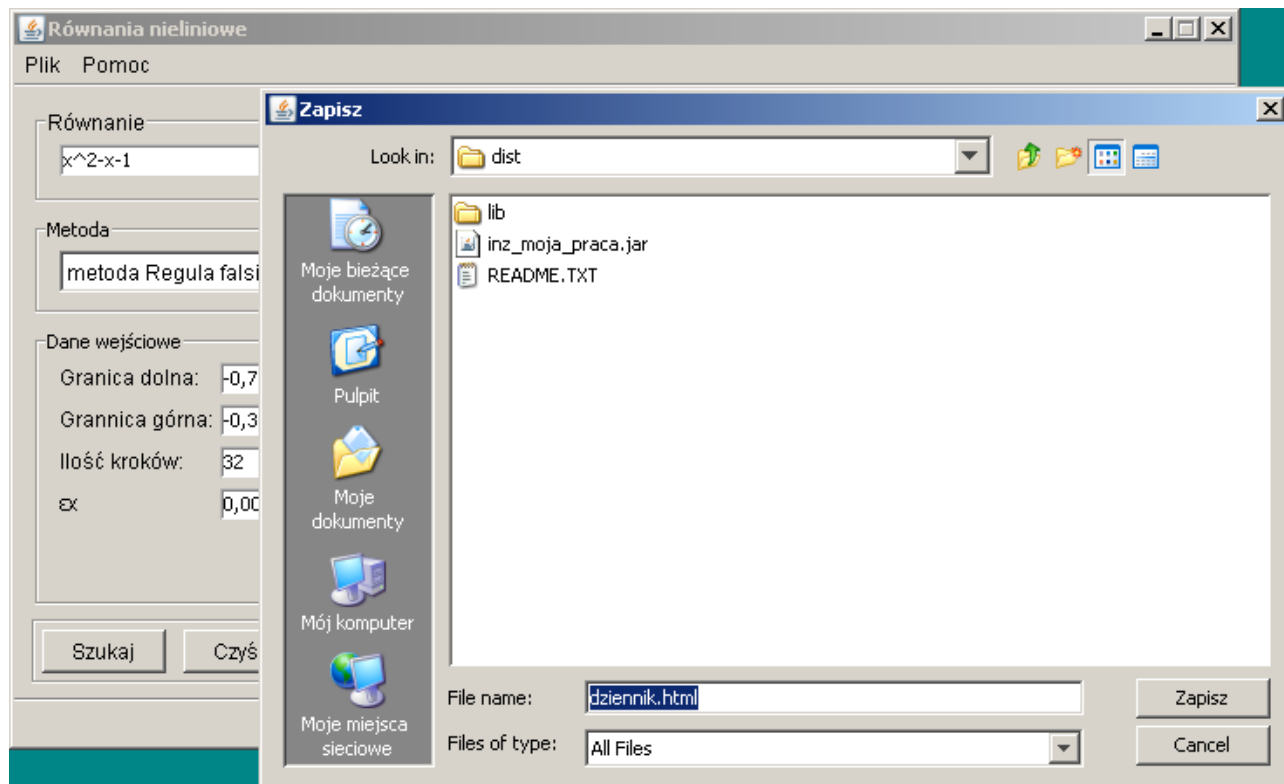 Równania nieliniowe
Plik Pomoc
Równanie
x^2-x-1
Metoda
metoda Regula falsi
Dane wejściowe
Granica dolna: -0,7
Grannica górna: -0,3
Ilość kroków: 32
εx 0,00
Szukaj Czyś
Zapisz
Look in: dist
Moje bieżące
dokumenty
Pulpit
Moje
dokumenty
Mój komputer
Moje miejsca
sieciowe
lib
inz_moja_praca.jar
README.TXT
File name: dziennik.html Zapisz
Files of type: All Files Cancel